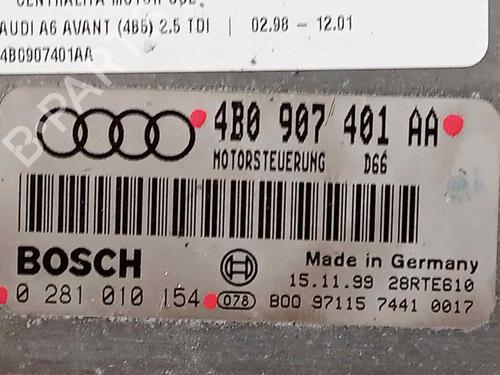 AUDI A6 AVANT (4B5) 2.5 TDI | 02.98 - 12.01
4B0907401AA
4B0 907 401 AA
MOTORSTEUERUNG D66
BOSCH
Made in Germany
15.11.99 28RTE610
0 281 010 154 078 B00 97115 7441 0017
B-PARTS